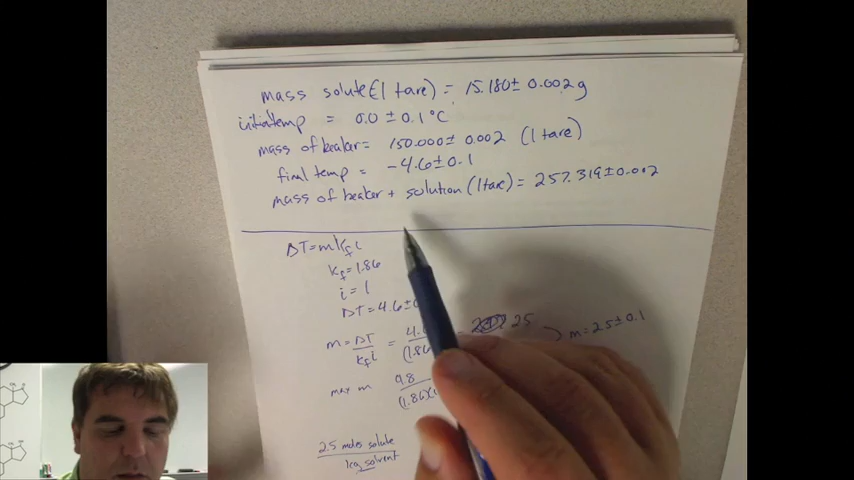 mass solute (1 tare) = 15.180 ± 0.002 g
initial temp = 0.0 ± 0.1 °C
mass of beaker = 150.000 ± 0.002 (1 tare)
final temp = -4.6 ± 0.1
mass of beaker + solution (1 tare) = 257.319 ± 0.002
ΔT = m Kf i
Kf = 1.86
i = 1
ΔT = 4.6 ±
m = ΔT / Kf i = 4. / (1.86 = 25 m = 2.5 ± 0.1
max m 4.8 / (1.86)(
2.5 moles solute
kg solvent